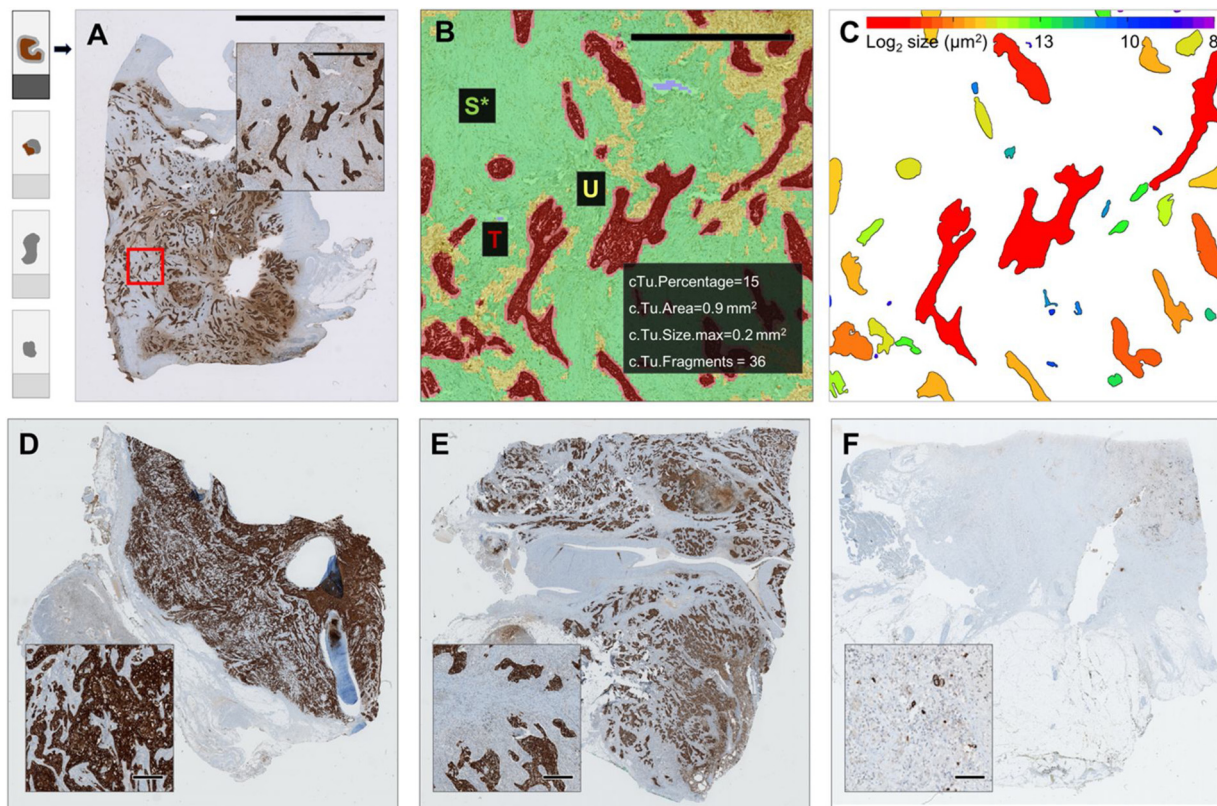 A
B
S*
U
T
cTu.Percentage=15
c.Tu.Area=0.9 mm²
c.Tu.Size.max=0.2 mm²
c.Tu.Fragments = 36
C
Log₂ size (µm²) 13 10 8
D
E
F